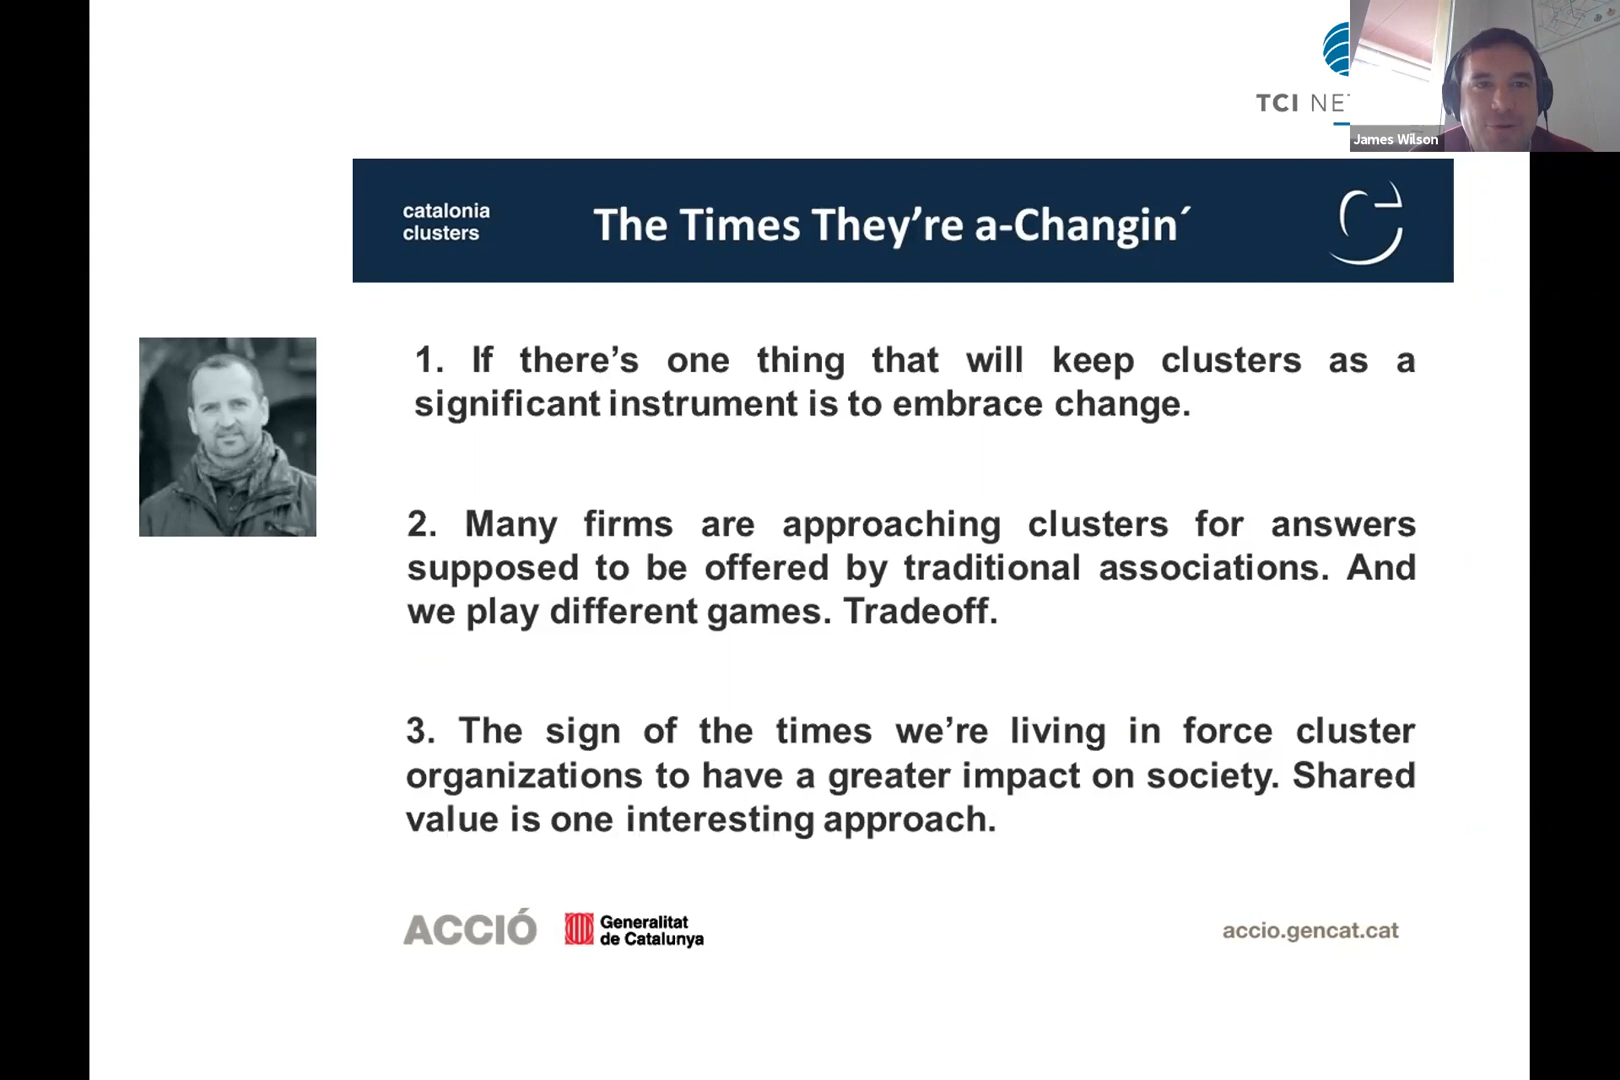 TCI NET
James Wilson
catalonia
clusters
The Times They’re a-Changin´
1. If there’s one thing that will keep clusters as a
significant instrument is to embrace change.
2. Many firms are approaching clusters for answers
supposed to be offered by traditional associations. And
we play different games. Tradeoff.
3. The sign of the times we’re living in force cluster
organizations to have a greater impact on society. Shared
value is one interesting approach.
ACCIÓ
Generalitat
de Catalunya
accio.gencat.cat